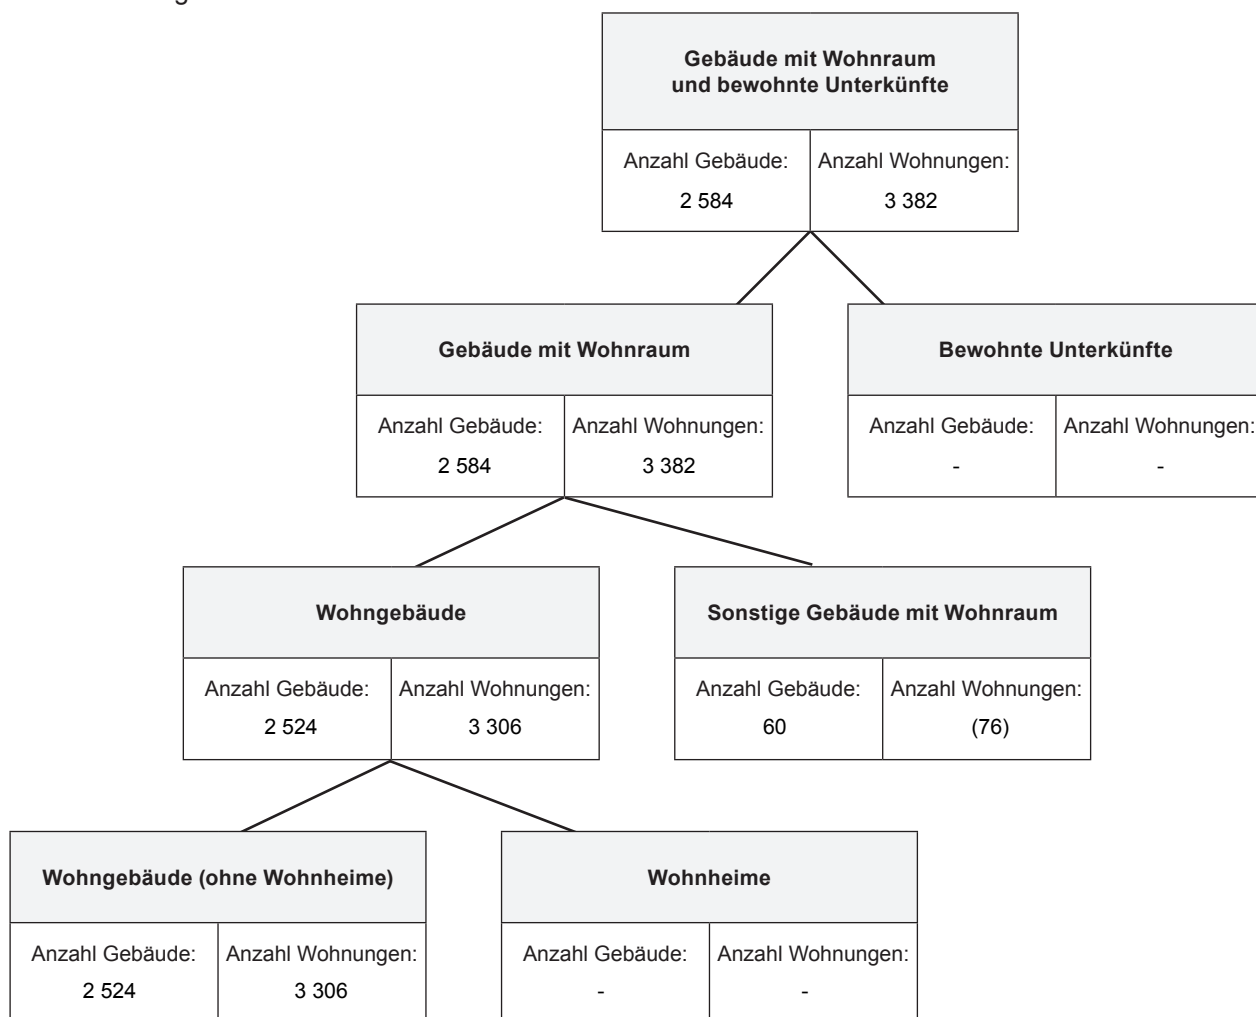 Gebäude mit Wohnraum
und bewohnte Unterkünfte
Anzahl Gebäude: Anzahl Wohnungen:
2 584 3 382
Gebäude mit Wohnraum Bewohnte Unterkünfte
Anzahl Gebäude: Anzahl Wohnungen: Anzahl Gebäude: Anzahl Wohnungen:
2 584 3 382 - -
Wohngebäude Sonstige Gebäude mit Wohnraum
Anzahl Gebäude: Anzahl Wohnungen: Anzahl Gebäude: Anzahl Wohnungen:
2 524 3 306 60 (76)
Wohngebäude (ohne Wohnheime) Wohnheime
Anzahl Gebäude: Anzahl Wohnungen: Anzahl Gebäude: Anzahl Wohnungen:
2 524 3 306 - -